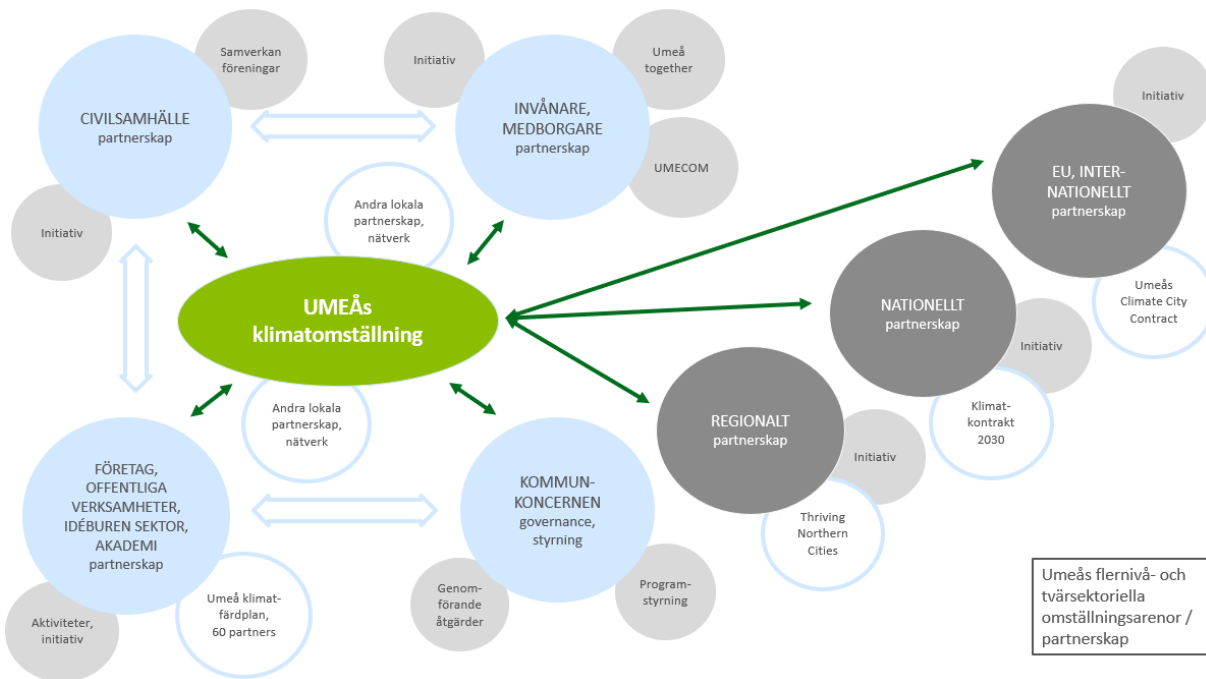 Samverkan
föreningar
CIVILSAMHÄLLE
partnerskap
Initiativ
Initiativ
Umeå
together
INVÅNARE,
MEDBORGARE
partnerskap
UMECOM
Andra lokala
partnerskap,
nätverk
UMEÅs
klimatomställning
Andra lokala
partnerskap,
nätverk
FÖRETAG,
OFFENTLIGA
VERKSAMHETER,
IDÉBUREN SEKTOR,
AKADEMI
partnerskap
Aktiviteter,
initiativ
Umeå klimat-
färdplan,
60 partners
KOMMUN-
KONCERNEN
governance,
styrning
Genom-
förande
åtgärder
Program-
styrning
REGIONALT
partnerskap
Initiativ
Thriving
Northern
Cities
NATIONELLT
partnerskap
Initiativ
Klimat-
kontrakt
2030
Initiativ
EU, INTER-
NATIONELLT
partnerskap
Umeås
Climate City
Contract
Umeås flernivå- och
tvärsektoriella
omställningsarenor /
partnerskap